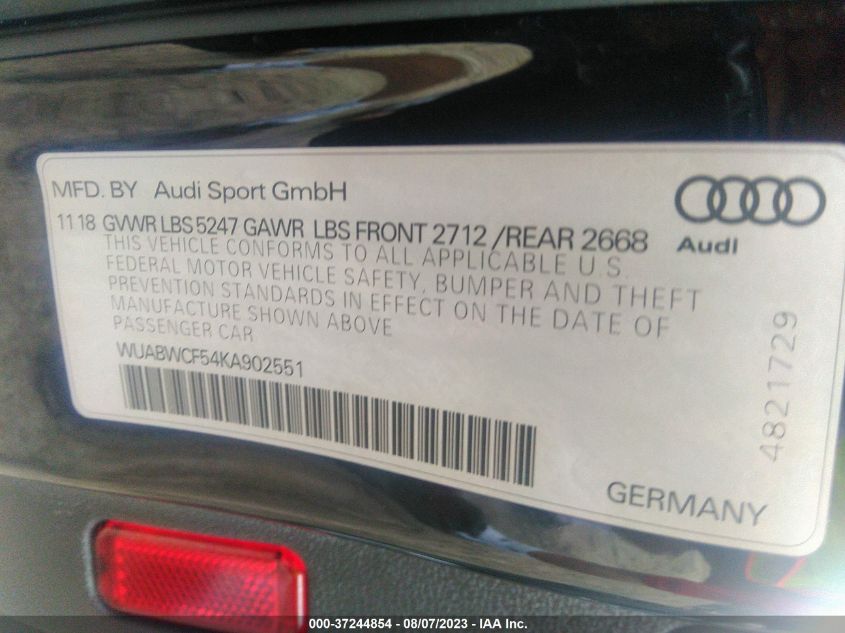 MFD. BY Audi Sport GmbH
11 18 GVWR LBS 5247 GAWR LBS FRONT 2712 /REAR 2668
Audi
THIS VEHICLE CONFORMS TO ALL APPLICABLE U S.
FEDERAL MOTOR VEHICLE SAFETY, BUMPER AND THEFT
PREVENTION STANDARDS IN EFFECT ON THE DATE OF
MANUFACTURE SHOWN ABOVE
PASSENGER CAR
WUABWCF54KA902551
4821729
GERMANY
000-37244854 - 08/07/2023 - IAA Inc.